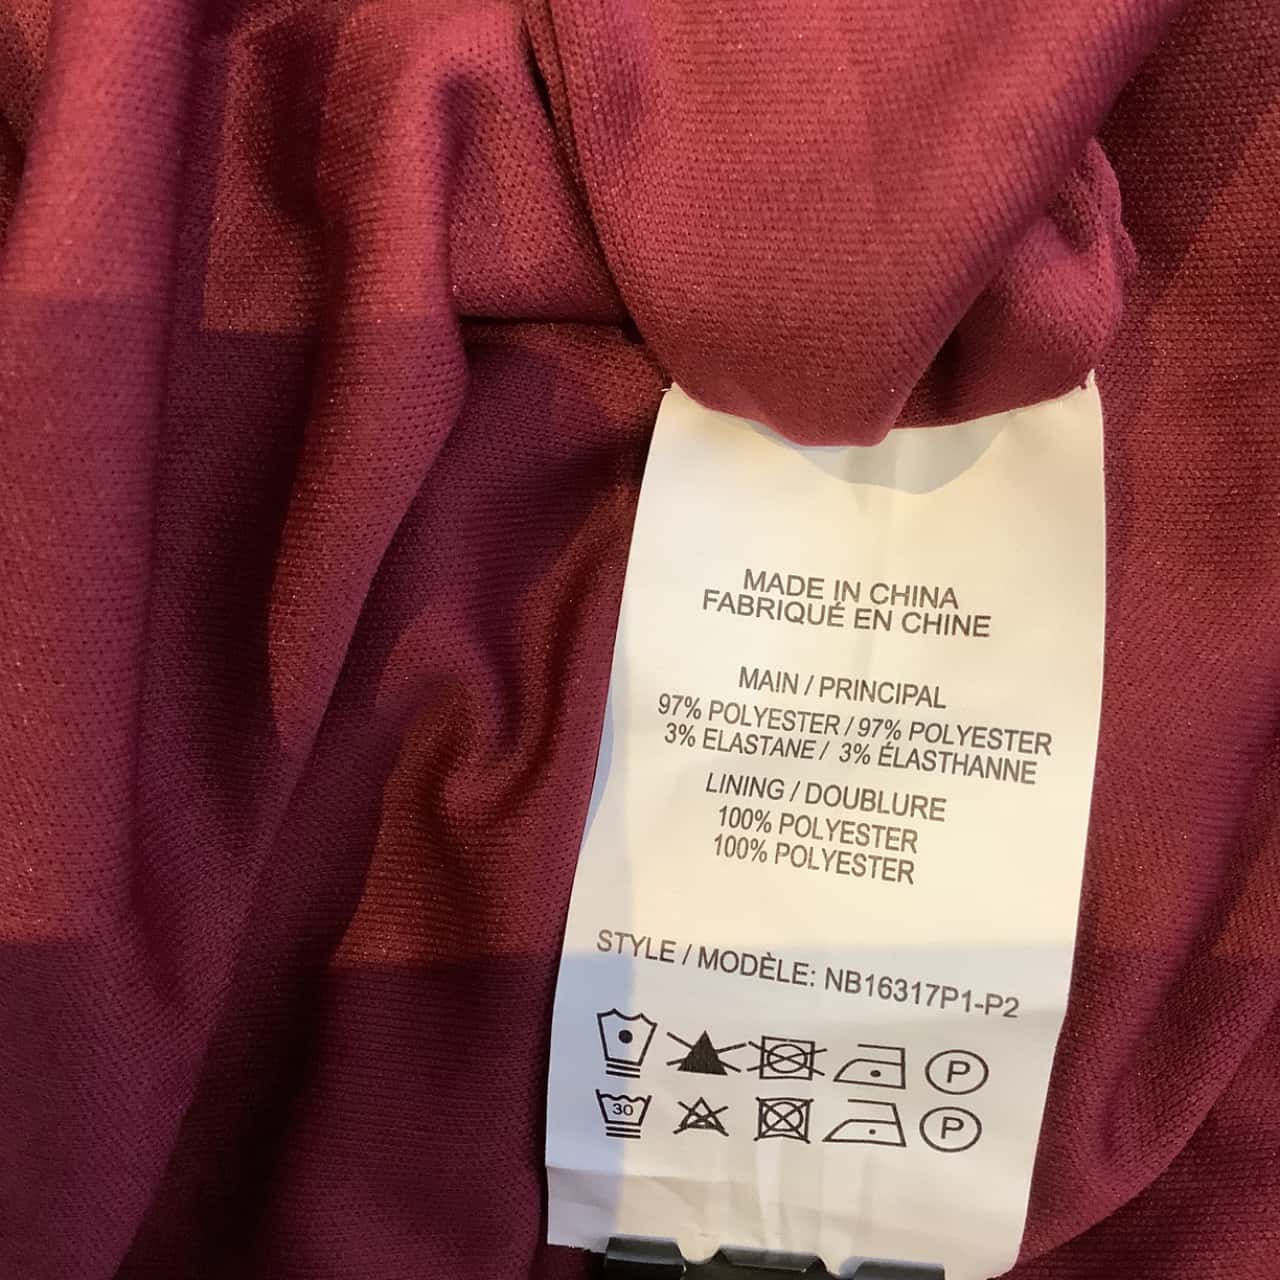 MADE IN CHINA
FABRIQUÉ EN CHINE
MAIN / PRINCIPAL
97% POLYESTER / 97% POLYESTER
3% ELASTANE / 3% ÉLASTHANNE
LINING / DOUBLURE
100% POLYESTER
100% POLYESTER
STYLE / MODÈLE: NB16317P1-P2
P
30 P